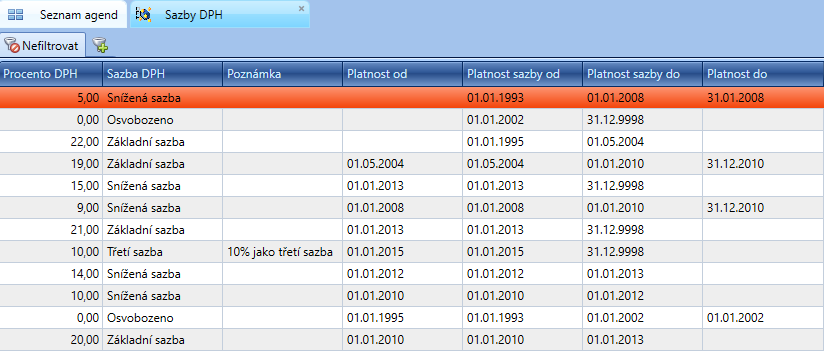 Seznam agend Sazby DPH ×
Nefiltrovat
Procento DPH Sazba DPH Poznámka Platnost od Platnost sazby od Platnost sazby do Platnost do
5,00 Snížená sazba 01.01.1993 01.01.2008 31.01.2008
0,00 Osvobozeno 01.01.2002 31.12.9998
22,00 Základní sazba 01.01.1995 01.05.2004
19,00 Základní sazba 01.05.2004 01.05.2004 01.01.2010 31.12.2010
15,00 Snížená sazba 01.01.2013 01.01.2013 31.12.9998
9,00 Snížená sazba 01.01.2008 01.01.2008 01.01.2010 31.12.2010
21,00 Základní sazba 01.01.2013 01.01.2013 31.12.9998
10,00 Třetí sazba 10% jako třetí sazba 01.01.2015 01.01.2015 31.12.9998
14,00 Snížená sazba 01.01.2012 01.01.2012 01.01.2013
10,00 Snížená sazba 01.01.2010 01.01.2010 01.01.2012
0,00 Osvobozeno 01.01.1995 01.01.1993 01.01.2002 01.01.2002
20,00 Základní sazba 01.01.2010 01.01.2010 01.01.2013